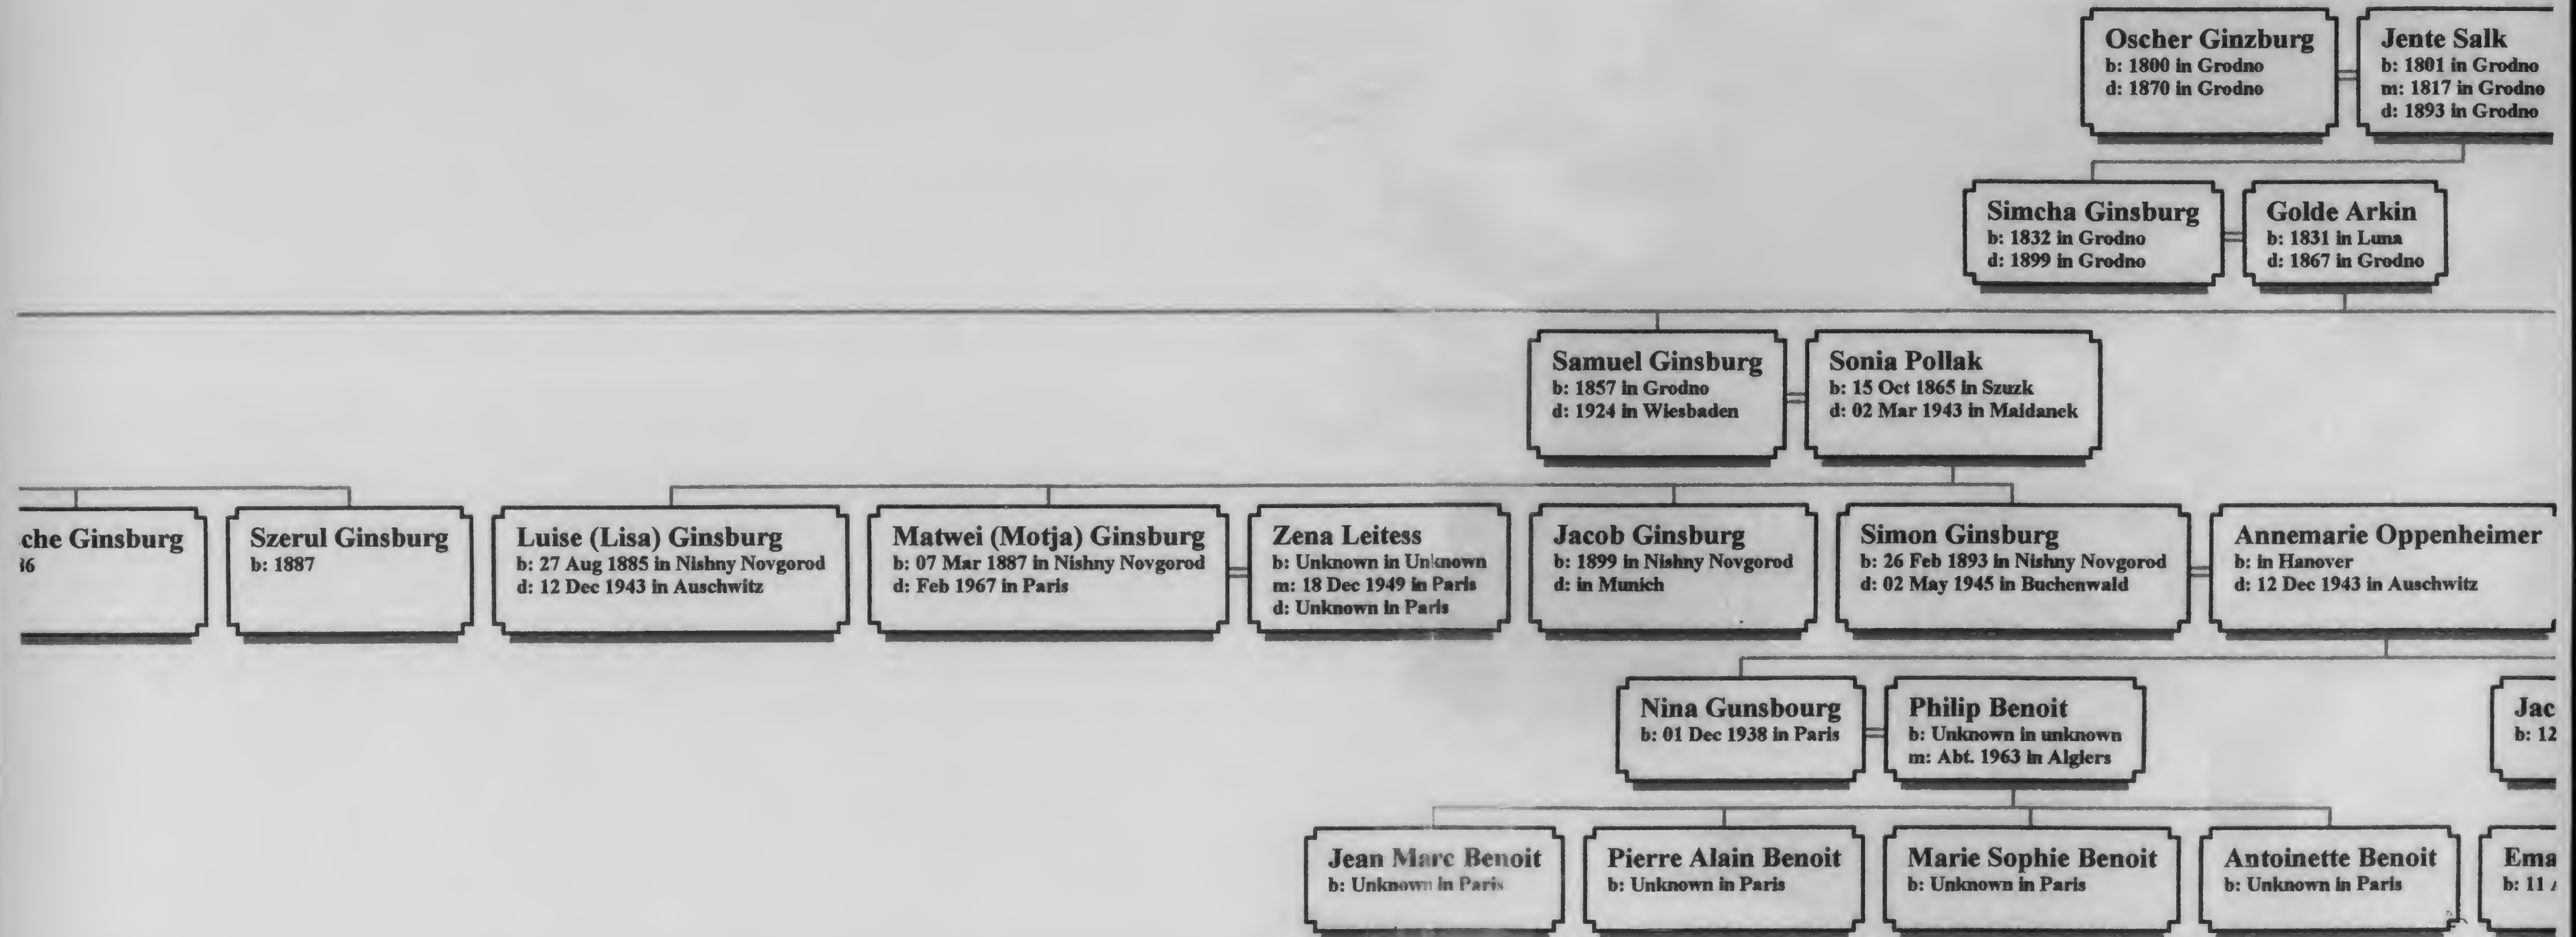 Oscher Ginzburg
b: 1800 in Grodno
d: 1870 in Grodno
Jente Salk
b: 1801 in Grodno
m: 1817 in Grodno
d: 1893 in Grodno
Simcha Ginsburg
b: 1832 in Grodno
d: 1899 in Grodno
Golde Arkin
b: 1831 in Luna
d: 1867 in Grodno
Samuel Ginsburg
b: 1857 in Grodno
d: 1924 in Wiesbaden
Sonia Pollak
b: 15 Oct 1865 in Szuzk
d: 02 Mar 1943 in Maidanek
che Ginsburg
Szerul Ginsburg
b: 1887
Luise (Lisa) Ginsburg
b: 27 Aug 1885 in Nishny Novgorod
d: 12 Dec 1943 in Auschwitz
Matwei (Motja) Ginsburg
b: 07 Mar 1887 in Nishny Novgorod
d: Feb 1967 in Paris
Zena Leitess
b: Unknown in Unknown
m: 18 Dec 1949 in Paris
d: Unknown in Paris
Jacob Ginsburg
b: 1899 in Nishny Novgorod
d: in Munich
Simon Ginsburg
b: 26 Feb 1893 in Nishny Novgorod
d: 02 May 1945 in Buchenwald
Annemarie Oppenheimer
b: in Hanover
d: 12 Dec 1943 in Auschwitz
Nina Gunsbourg
b: 01 Dec 1938 in Paris
Philip Benoit
b: Unknown in unknown
m: Abt. 1963 in Algiers
Jac
b: 12
Jean Marc Benoit
b: Unknown in Paris
Pierre Alain Benoit
b: Unknown in Paris
Marie Sophie Benoit
b: Unknown in Paris
Antoinette Benoit
b: Unknown in Paris
Ema
b: 11